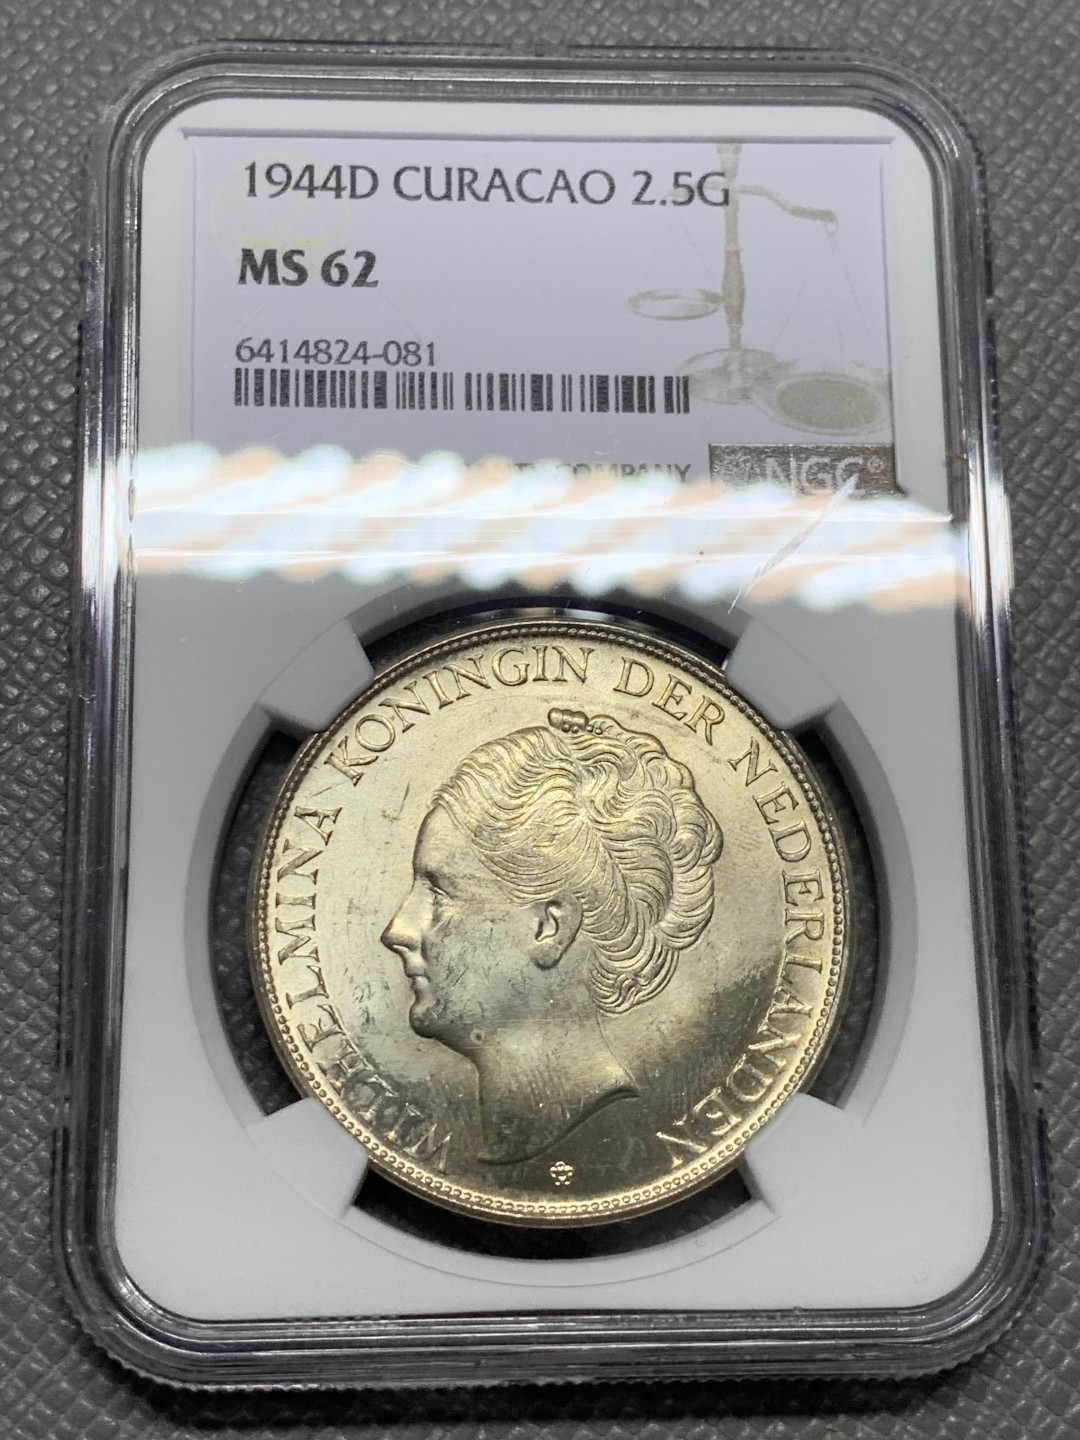 1944D CURACAO 2.5G
MS 62
6414824-081
COMPANY
NGC®
WILHELMINA KONINGIN DER NEDERLANDEN